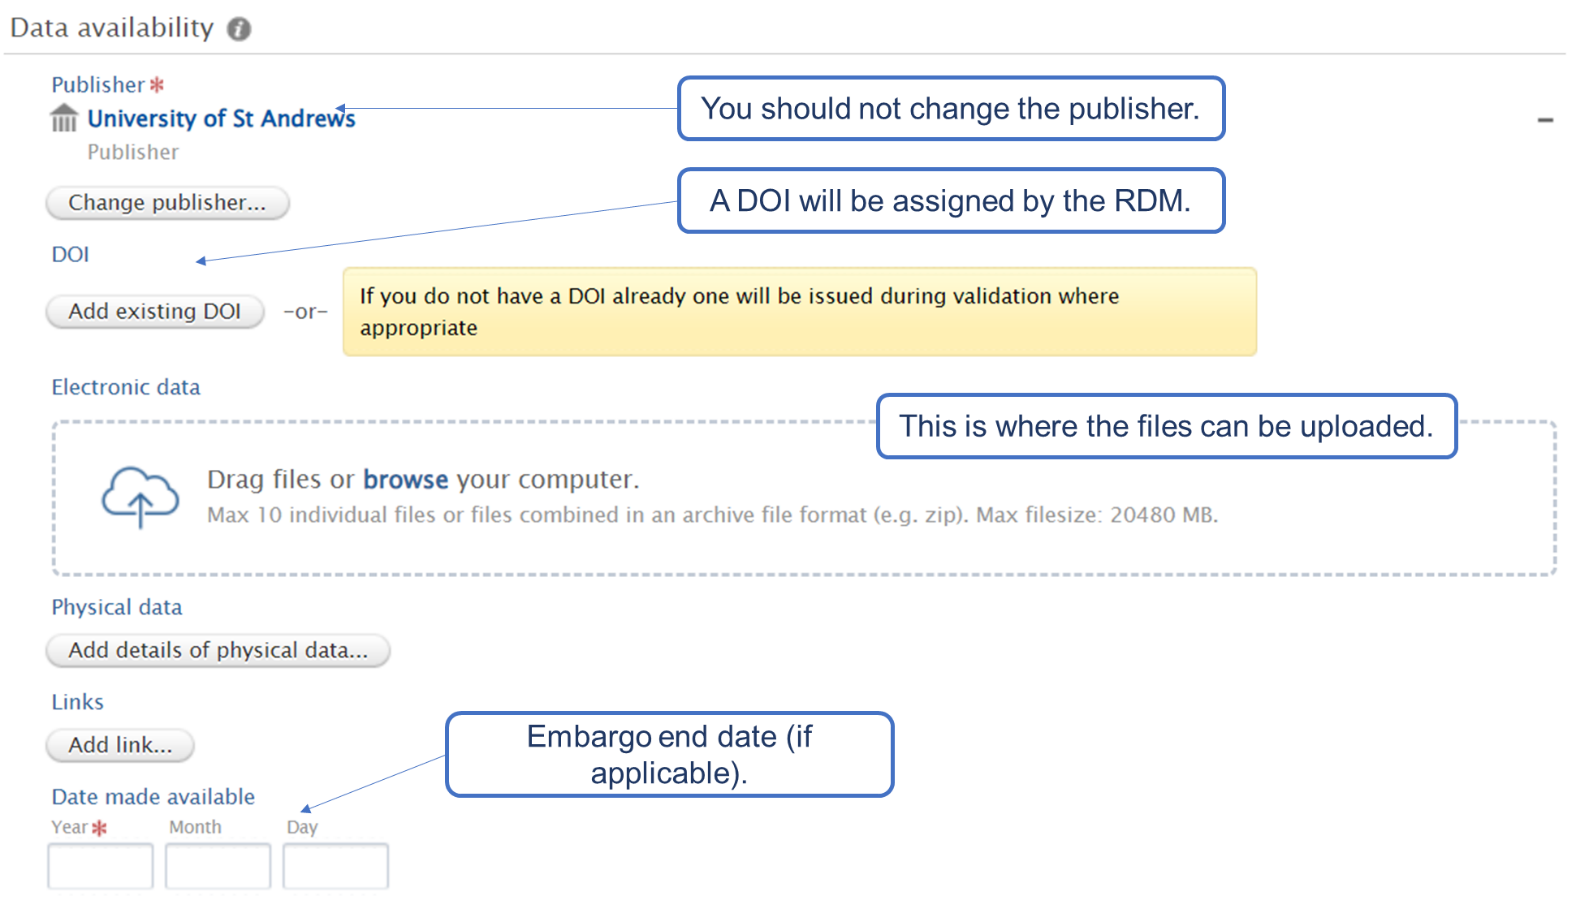 Data availability
Publisher *
University of St Andrews
You should not change the publisher.
Publisher
Change publisher...
A DOI will be assigned by the RDM.
DOI
Add existing DOI
-or-
If you do not have a DOI already one will be issued during validation where
appropriate
Electronic data
This is where the files can be uploaded.
Drag files or browse your computer.
Max 10 individual files or files combined in an archive file format (e.g. zip). Max filesize: 20480 MB.
Physical data
Add details of physical data...
Links
Add link...
Embargo end date (if
applicable).
Date made available
Year * Month Day